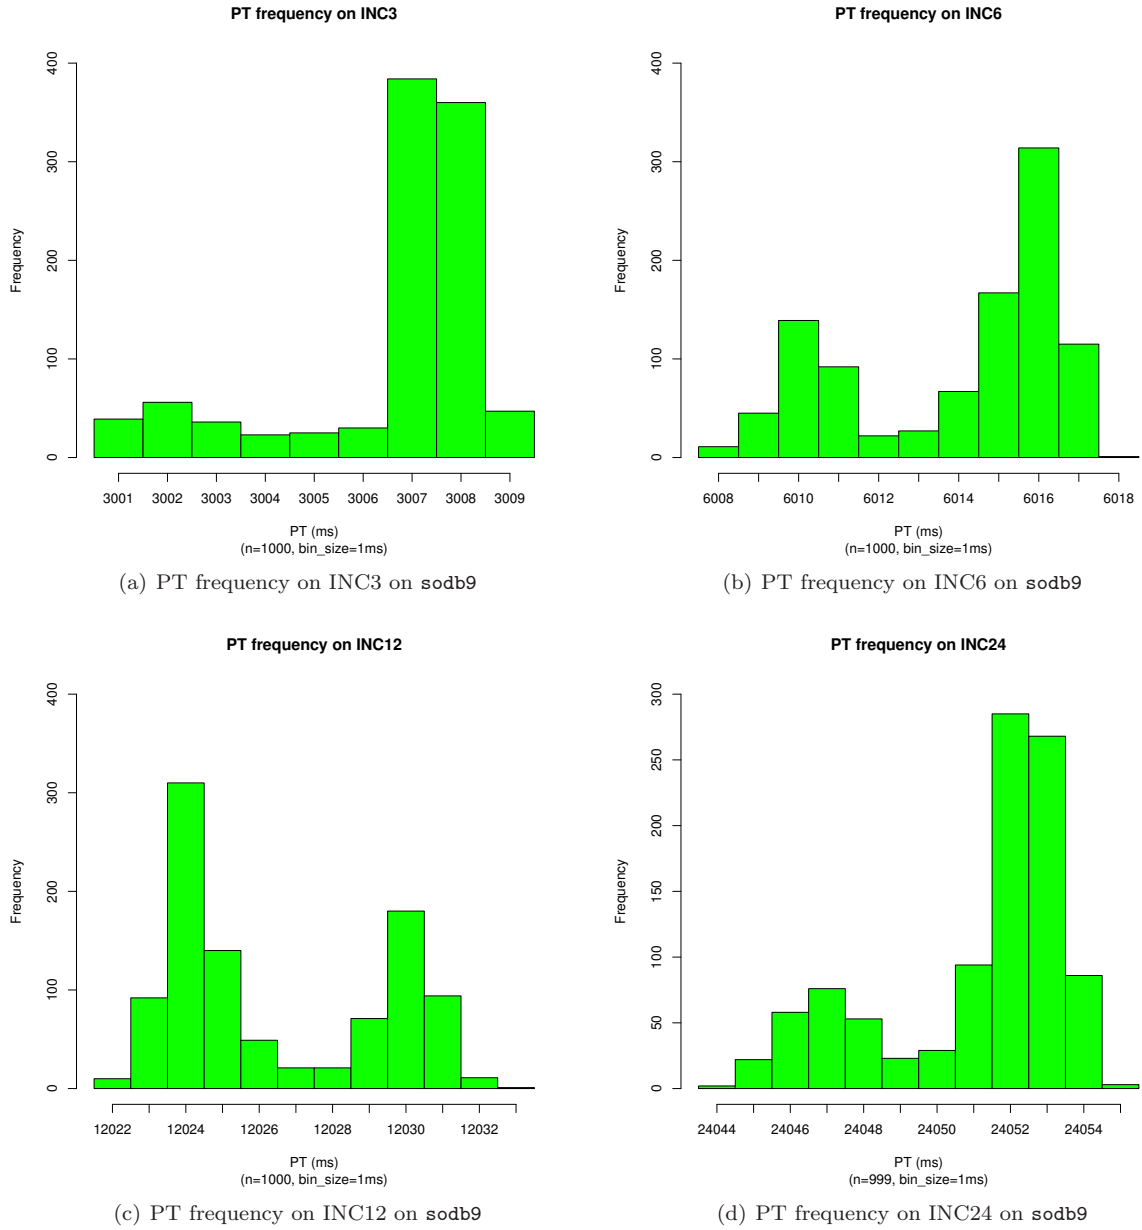 PT frequency on INC3
Frequency
0 100 200 300 400
3001 3002 3003 3004 3005 3006 3007 3008 3009
PT (ms)
(n=1000, bin_size=1ms)
(a) PT frequency on INC3 on sodb9
PT frequency on INC6
Frequency
0 100 200 300 400
6008 6010 6012 6014 6016 6018
PT (ms)
(n=1000, bin_size=1ms)
(b) PT frequency on INC6 on sodb9
PT frequency on INC12
Frequency
0 100 200 300 400
12022 12024 12026 12028 12030 12032
PT (ms)
(n=1000, bin_size=1ms)
(c) PT frequency on INC12 on sodb9
PT frequency on INC24
Frequency
0 50 100 150 200 250 300
24044 24046 24048 24050 24052 24054
PT (ms)
(n=999, bin_size=1ms)
(d) PT frequency on INC24 on sodb9